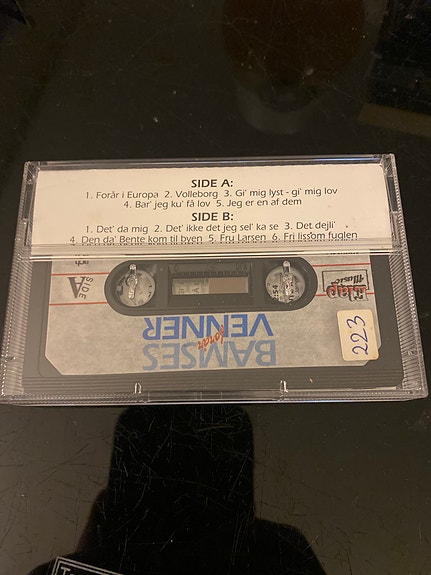 SIDE A:
1. Forår i Europa 2. Volleborg 3. Gi' mig lyst - gi' mig lov
4. Bar' jeg ku' få lov 5. Jeg er en af dem
SIDE B:
1. Det' da mig 2. Det' ikke det jeg sel' ka se 3. Det dejli'
4. Den da' Bente kom til byen 5. Fru Larsen 6. Fri lissom fuglen
SIDE
A
Elap
Music
BAMSES
VENNER
223